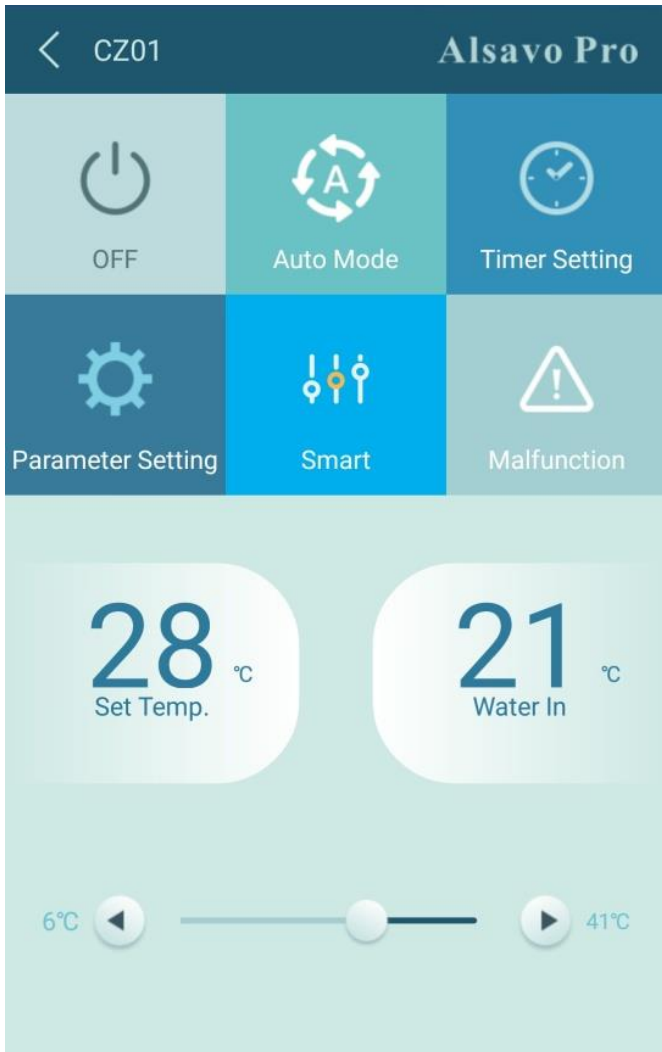 CZ01 Alsavo Pro
A
OFF Auto Mode Timer Setting
Parameter Setting Smart Malfunction
28 ℃ 21 ℃
Set Temp. Water In
6℃ 41℃